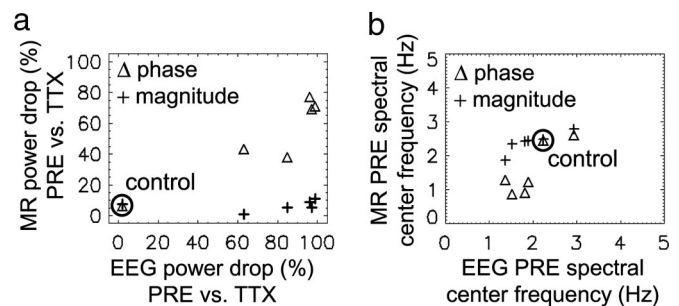 a
MR power drop (%)
PRE vs. TTX
100
80
60
40
20
0
△ phase
+ magnitude
control
0 20 40 60 80 100
EEG power drop (%)
PRE vs. TTX
b
MR PRE spectral
center frequency (Hz)
5
4
3
2
1
0
△ phase
+ magnitude
control
0 1 2 3 4 5
EEG PRE spectral
center frequency (Hz)